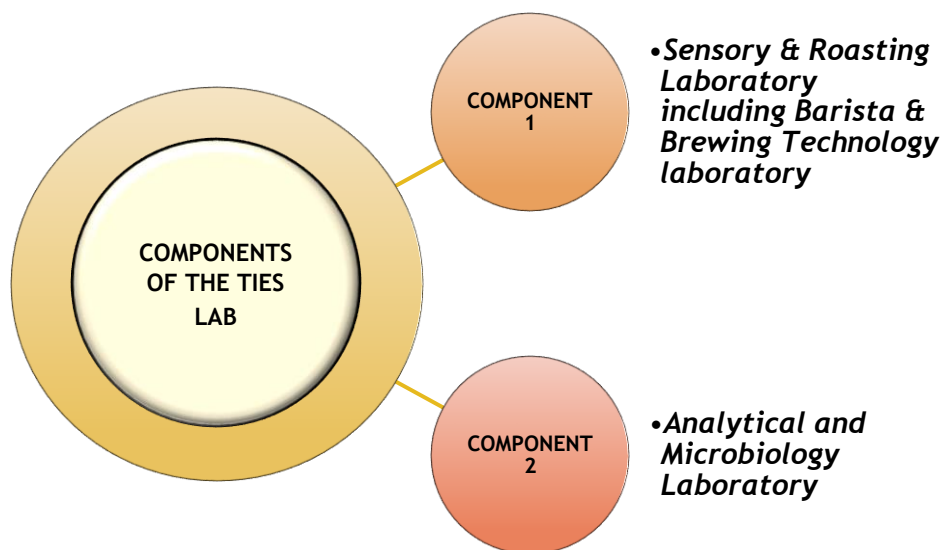 COMPONENTS
OF THE TIES
LAB
COMPONENT
1
•Sensory & Roasting
Laboratory
including Barista &
Brewing Technology
laboratory
COMPONENT
2
•Analytical and
Microbiology
Laboratory